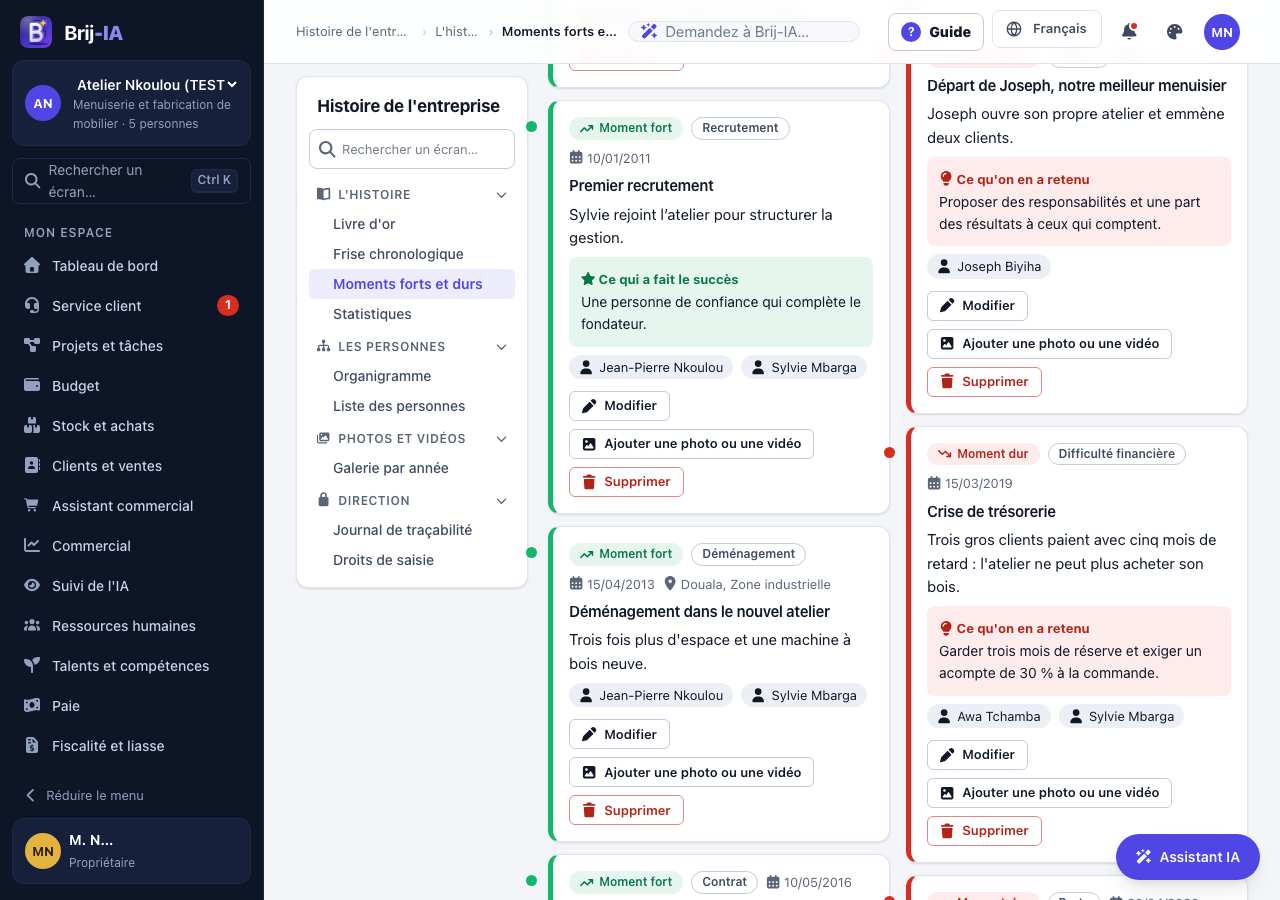 Brij-IA
AN
Atelier Nkoulou (TEST
Menuiserie et fabrication de
mobilier · 5 personnes
Rechercher un
écran...
Ctrl K
MON ESPACE
Tableau de bord
Service client
1
Projets et tâches
Budget
Stock et achats
Clients et ventes
Assistant commercial
Commercial
Suivi de l'IA
Ressources humaines
Talents et compétences
Paie
Fiscalité et liasse
Réduire le menu
MN
M. N...
Propriétaire
Histoire de l'entr... › L'hist... › Moments forts e...
Demandez à Brij-IA...
? Guide
Français
MN
Histoire de l'entreprise
Rechercher un écran...
L'HISTOIRE
Livre d'or
Frise chronologique
Moments forts et durs
Statistiques
LES PERSONNES
Organigramme
Liste des personnes
PHOTOS ET VIDÉOS
Galerie par année
DIRECTION
Journal de traçabilité
Droits de saisie
Moment fort Recrutement
10/01/2011
Premier recrutement
Sylvie rejoint l’atelier pour structurer la
gestion.
Ce qui a fait le succès
Une personne de confiance qui complète le
fondateur.
Jean-Pierre Nkoulou Sylvie Mbarga
Modifier
Ajouter une photo ou une vidéo
Supprimer
Moment fort Déménagement
15/04/2013 Douala, Zone industrielle
Déménagement dans le nouvel atelier
Trois fois plus d'espace et une machine à
bois neuve.
Jean-Pierre Nkoulou Sylvie Mbarga
Modifier
Ajouter une photo ou une vidéo
Supprimer
Moment fort Contrat 10/05/2016
Départ de Joseph, notre meilleur menuisier
Joseph ouvre son propre atelier et emmène
deux clients.
Ce qu'on en a retenu
Proposer des responsabilités et une part
des résultats à ceux qui comptent.
Joseph Biyiha
Modifier
Ajouter une photo ou une vidéo
Supprimer
Moment dur Difficulté financière
15/03/2019
Crise de trésorerie
Trois gros clients paient avec cinq mois de
retard : l'atelier ne peut plus acheter son
bois.
Ce qu'on en a retenu
Garder trois mois de réserve et exiger un
acompte de 30 % à la commande.
Awa Tchamba Sylvie Mbarga
Modifier
Ajouter une photo ou une vidéo
Supprimer
Assistant IA